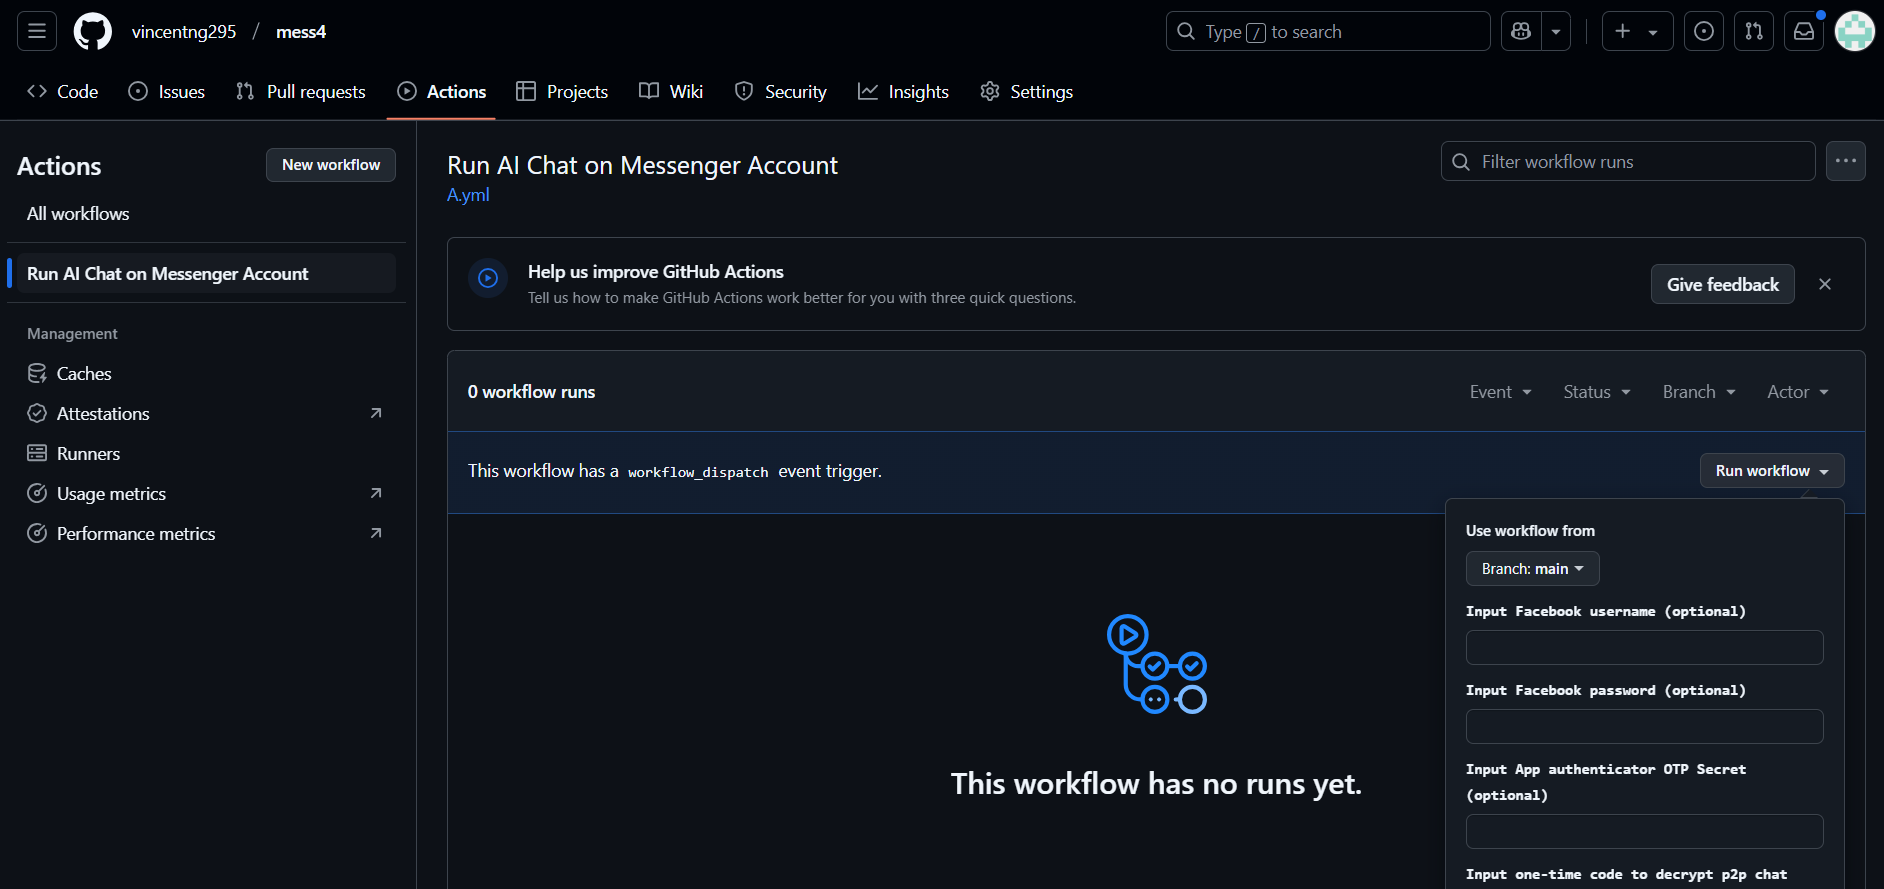 vincentng295 / mess4
Type / to search
Code
Issues
Pull requests
Actions
Projects
Wiki
Security
Insights
Settings
Actions
New workflow
All workflows
Run AI Chat on Messenger Account
Management
Caches
Attestations
Runners
Usage metrics
Performance metrics
Run AI Chat on Messenger Account
A.yml
Filter workflow runs
Help us improve GitHub Actions
Tell us how to make GitHub Actions work better for you with three quick questions.
Give feedback
0 workflow runs
Event
Status
Branch
Actor
This workflow has a workflow_dispatch event trigger.
Run workflow
Use workflow from
Branch: main
Input Facebook username (optional)
Input Facebook password (optional)
Input App authenticator OTP Secret
(optional)
Input one-time code to decrypt p2p chat
This workflow has no runs yet.